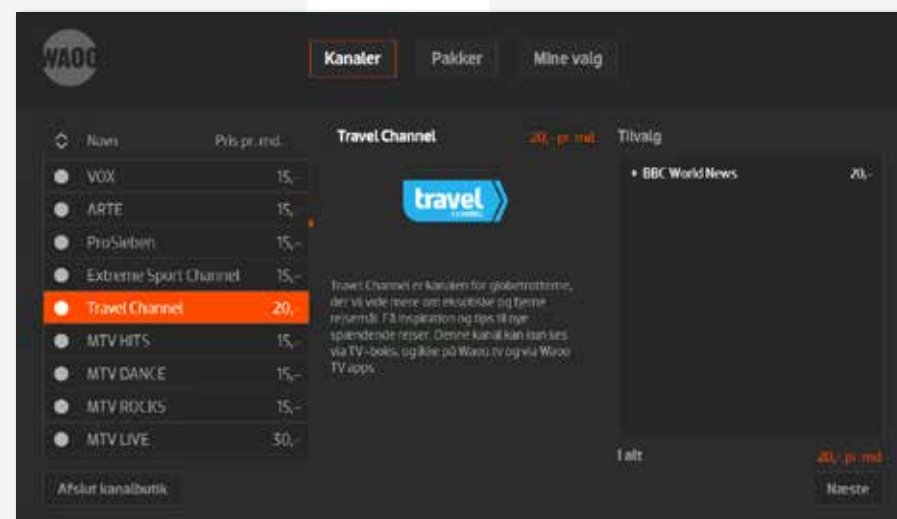 WAOO
Kanaler
Pakker
Mine valg
Navn Pris pr. md.
VOX 15,-
ARTE 15,-
ProSieben 15,-
Extreme Sport Channel 15,-
Travel Channel 20,-
MTV HITS 15,-
MTV DANCE 15,-
MTV ROCKS 15,-
MTV LIVE 30,-
Afslut kanalbutik
Travel Channel 20,- pr. md.
travel
CHANNEL
Travel Channel er kanalen for globetrotterne,
der vil vide mere om eksotiske og fjerne
rejsemål. Få inspiration og tips til nye
spændende rejser. Denne kanal kan kun ses
via TV-boks, og ikke på Waoo.tv og via Waoo
TV apps.
Tilvalg
• BBC World News 20,-
I alt 20,- pr. md.
Næste